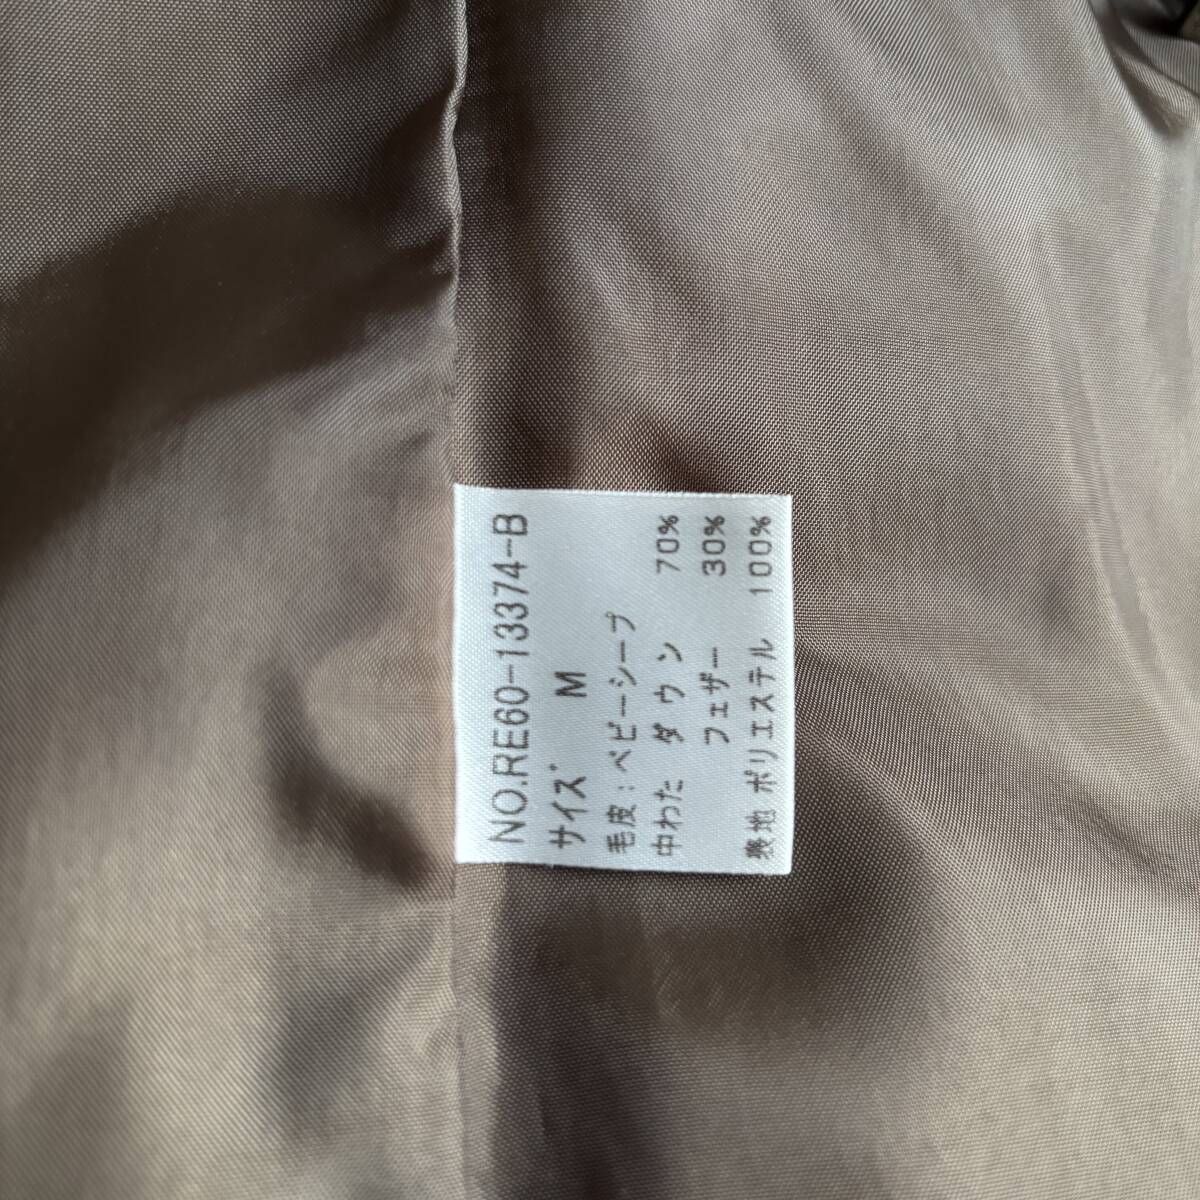 NO.RE60-13374-B
サイズ M
毛皮:ベビーシープ
中わた ダウン 70%
フェザー 30%
表地 ポリエステル 100%